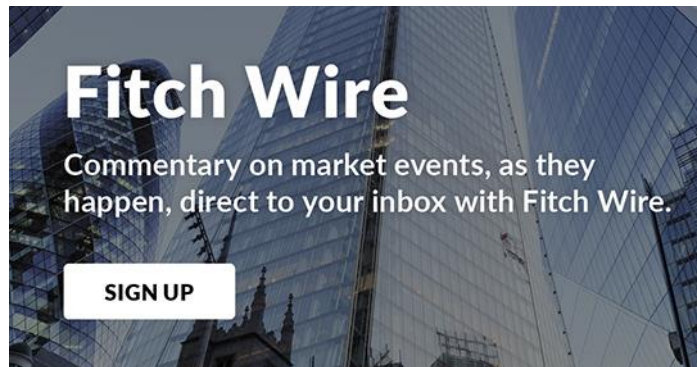 Fitch Wire
Commentary on market events, as they
happen, direct to your inbox with Fitch Wire.
SIGN UP